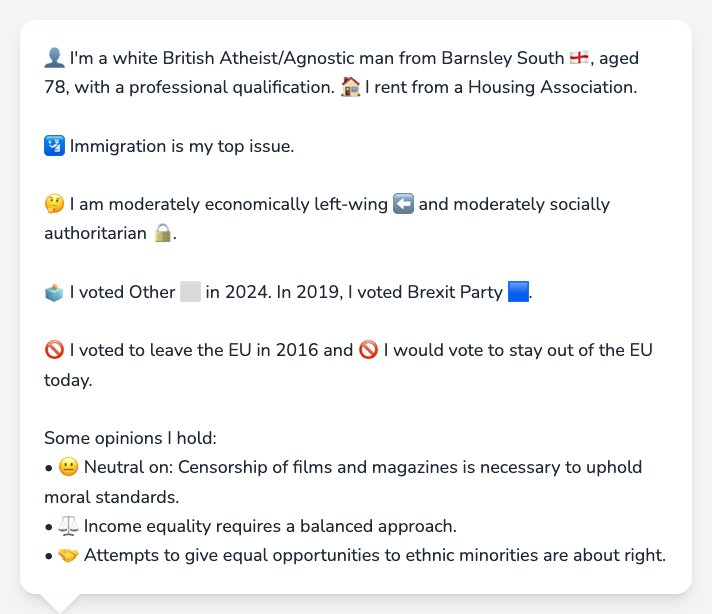 👤 I'm a white British Atheist/Agnostic man from Barnsley South 🏴󠁧󠁢󠁥󠁮󠁧󠁿, aged
78, with a professional qualification. 🏠 I rent from a Housing Association.
🛂 Immigration is my top issue.
🤔 I am moderately economically left-wing ⬅️ and moderately socially
authoritarian 🔒.
🗳️ I voted Other ⬜ in 2024. In 2019, I voted Brexit Party 🟦.
🚫 I voted to leave the EU in 2016 and 🚫 I would vote to stay out of the EU
today.
Some opinions I hold:
• 😐 Neutral on: Censorship of films and magazines is necessary to uphold
moral standards.
• ⚖️ Income equality requires a balanced approach.
• 🤝 Attempts to give equal opportunities to ethnic minorities are about right.